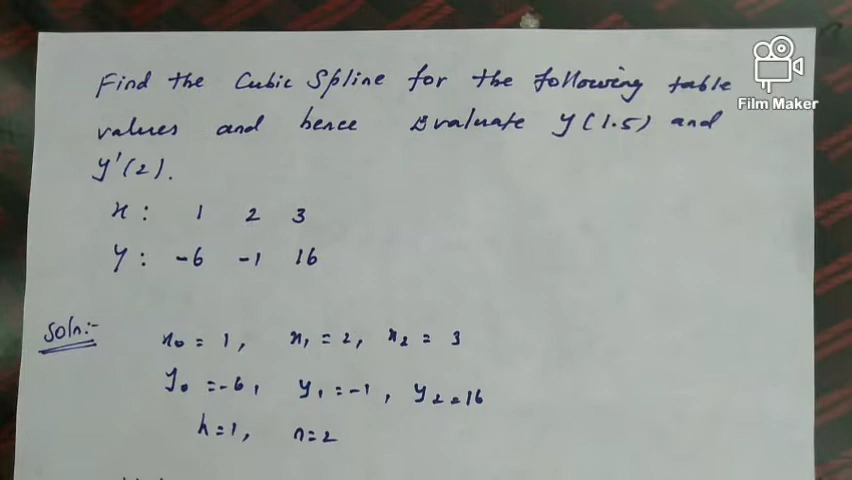 Find the Cubic Spline for the following table
values and hence Evaluate y(1.5) and
y'(2).
x: 1 2 3
y: -6 -1 16
Soln:-
x₀ = 1, x₁ = 2, x₂ = 3
y₀ = -6, y₁ = -1, y₂ = 16
h = 1, n = 2
Film Maker